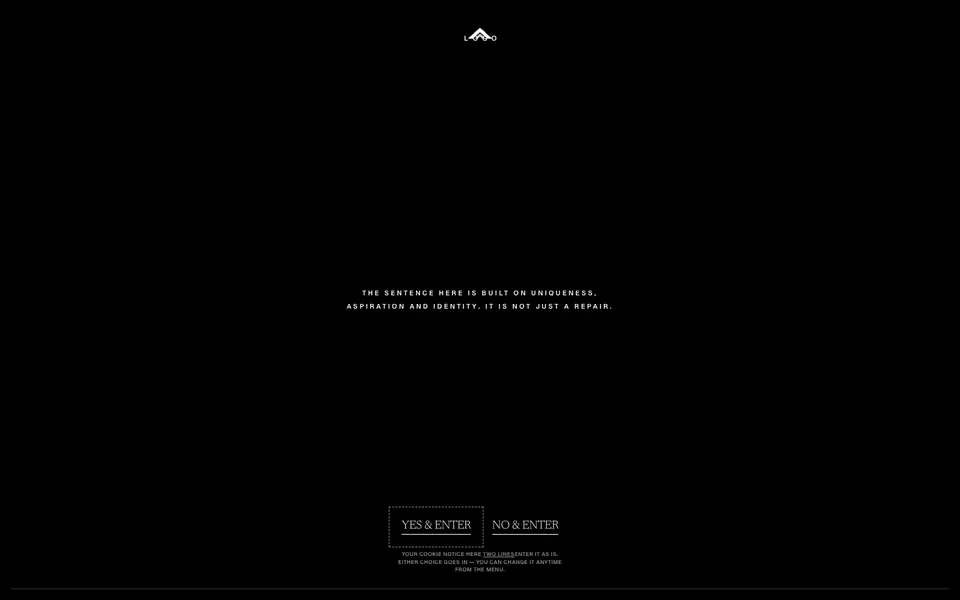 LOGO
THE SENTENCE HERE IS BUILT ON UNIQUENESS,
ASPIRATION AND IDENTITY. IT IS NOT JUST A REPAIR.
YES & ENTER
NO & ENTER
YOUR COOKIE NOTICE HERE TWO LINESENTER IT AS IS.
EITHER CHOICE GOES IN — YOU CAN CHANGE IT ANYTIME
FROM THE MENU.